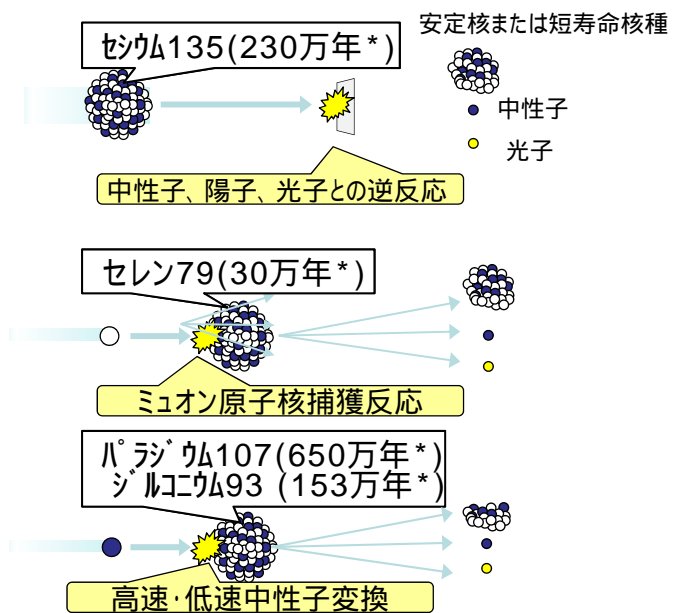 安定核または短寿命核種
セシウム135(230万年*)
中性子
光子
中性子、陽子、光子との逆反応
セレン79(30万年*)
ミュオン原子核捕獲反応
パラジウム107(650万年*)
ジルコニウム93 (153万年*)
高速・低速中性子変換